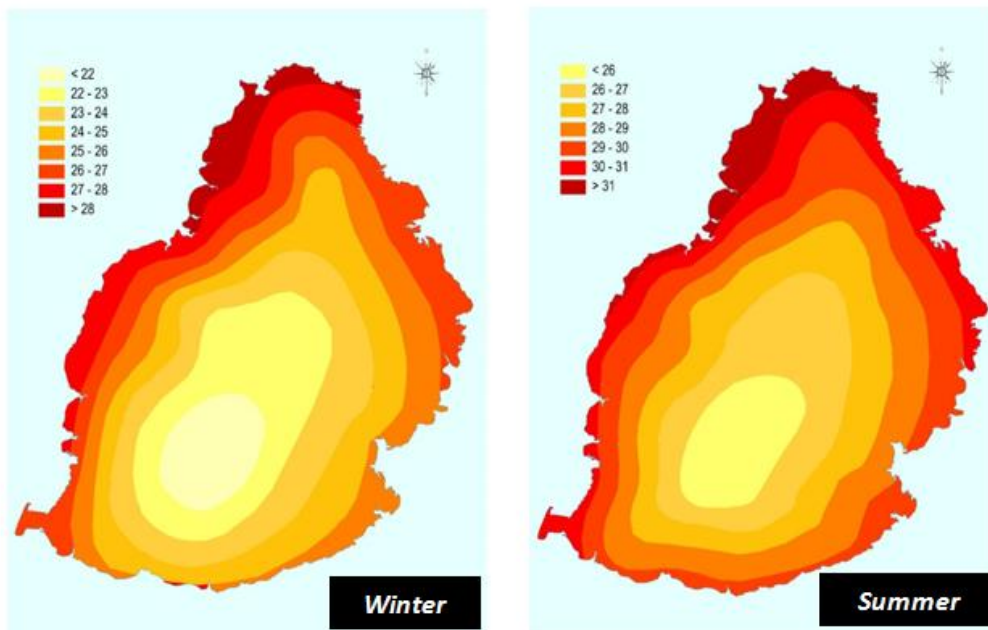 < 22
22 - 23
23 - 24
24 - 25
25 - 26
26 - 27
27 - 28
> 28
Winter
< 26
26 - 27
27 - 28
28 - 29
29 - 30
30 - 31
> 31
Summer